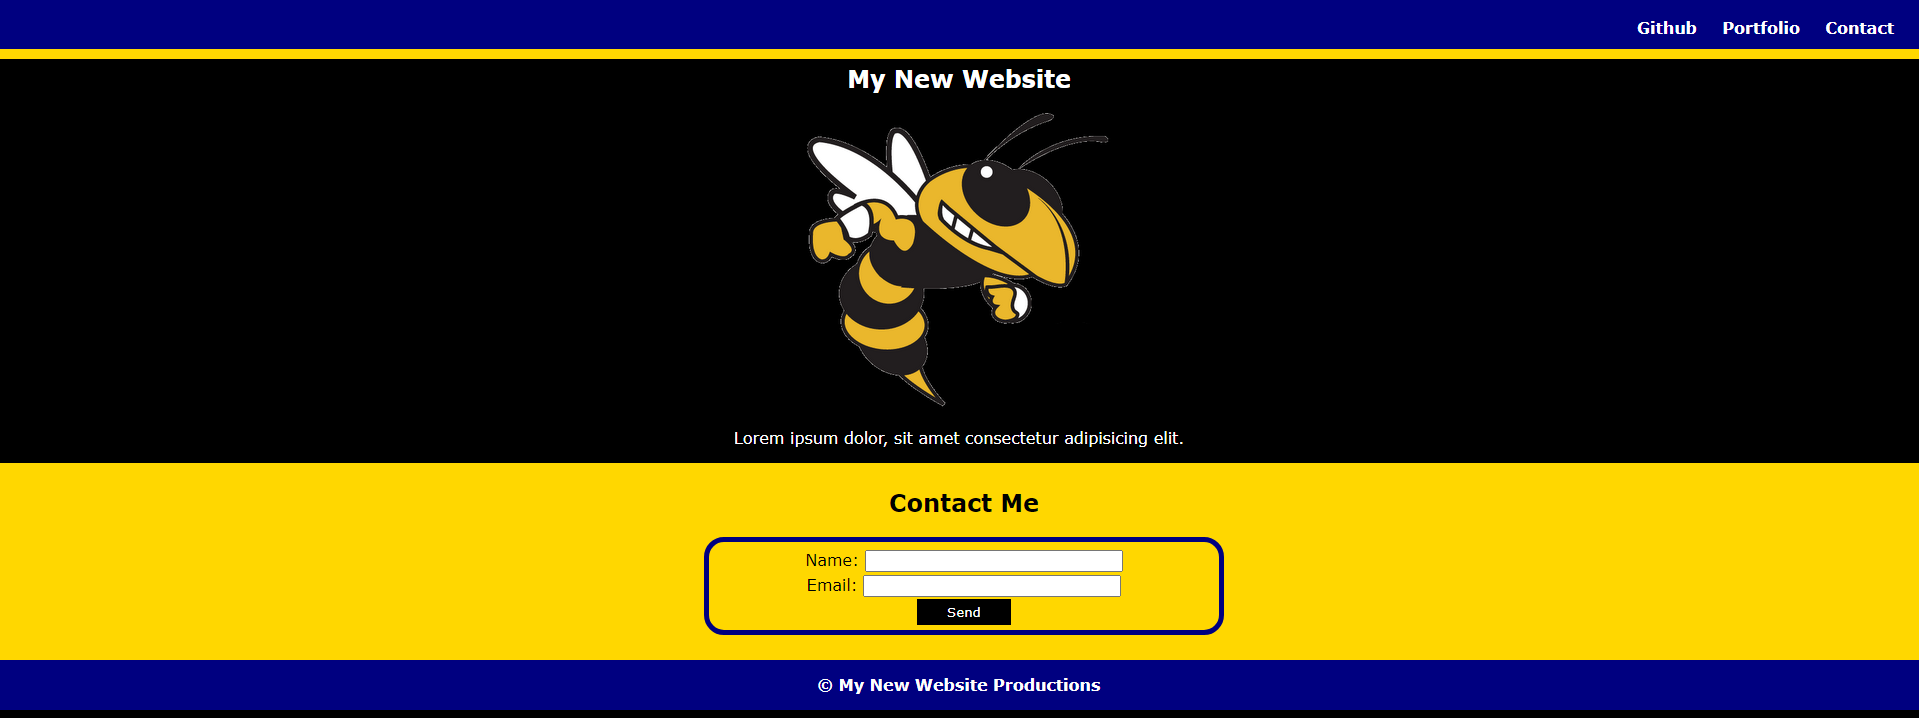 Github Portfolio Contact
My New Website
Lorem ipsum dolor, sit amet consectetur adipisicing elit.
Contact Me
Name:
Email:
Send
© My New Website Productions